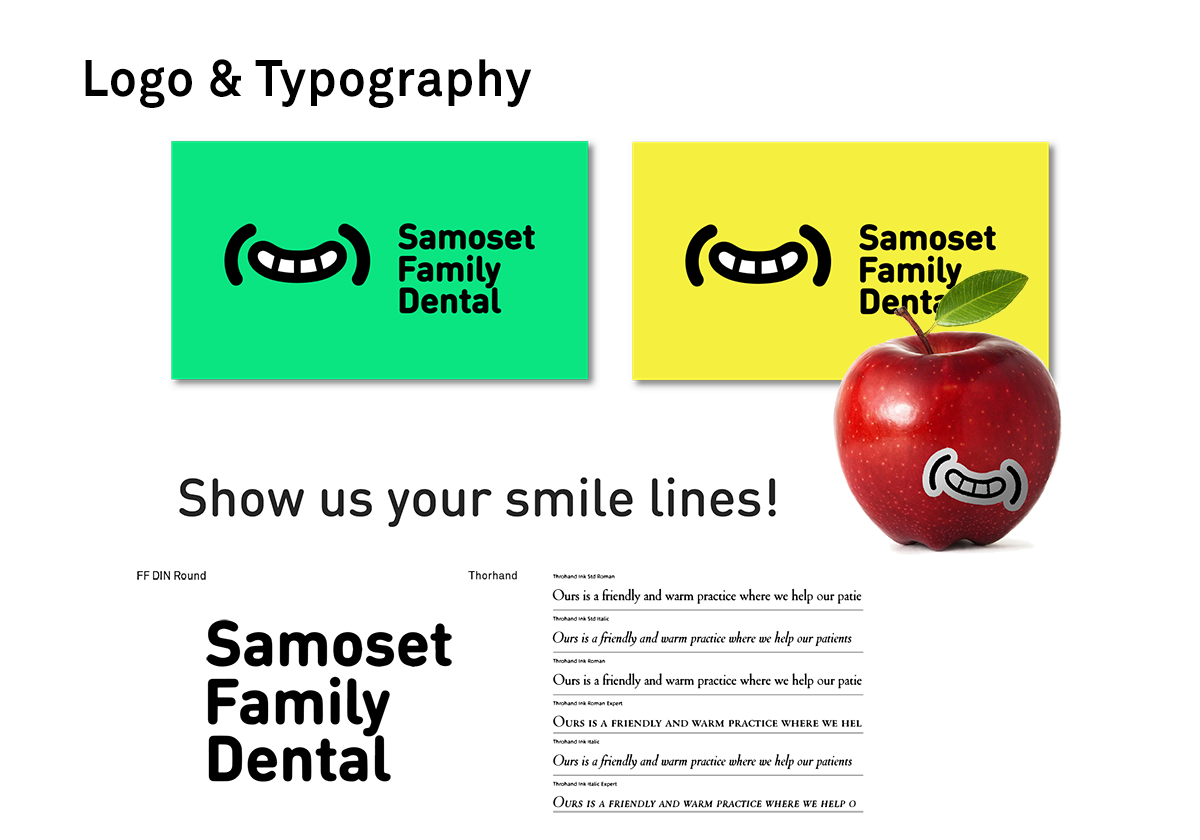 Logo & Typography
Samoset
Family
Dental
Samoset
Family
Denta
Show us your smile lines!
FF DIN Round
Thorhand
Throhand Ink Std Roman
Ours is a friendly and warm practice where we help our patie
Throhand Ink Std Italic
Ours is a friendly and warm practice where we help our patients
Throhand Ink Roman
Ours is a friendly and warm practice where we help our patie
Throhand Ink Roman Expert
Ours is a friendly and warm practice where we hel
Throhand Ink Italic
Ours is a friendly and warm practice where we help our patients
Throhand Ink Italic Expert
Ours is a friendly and warm practice where we help o
Samoset
Family
Dental